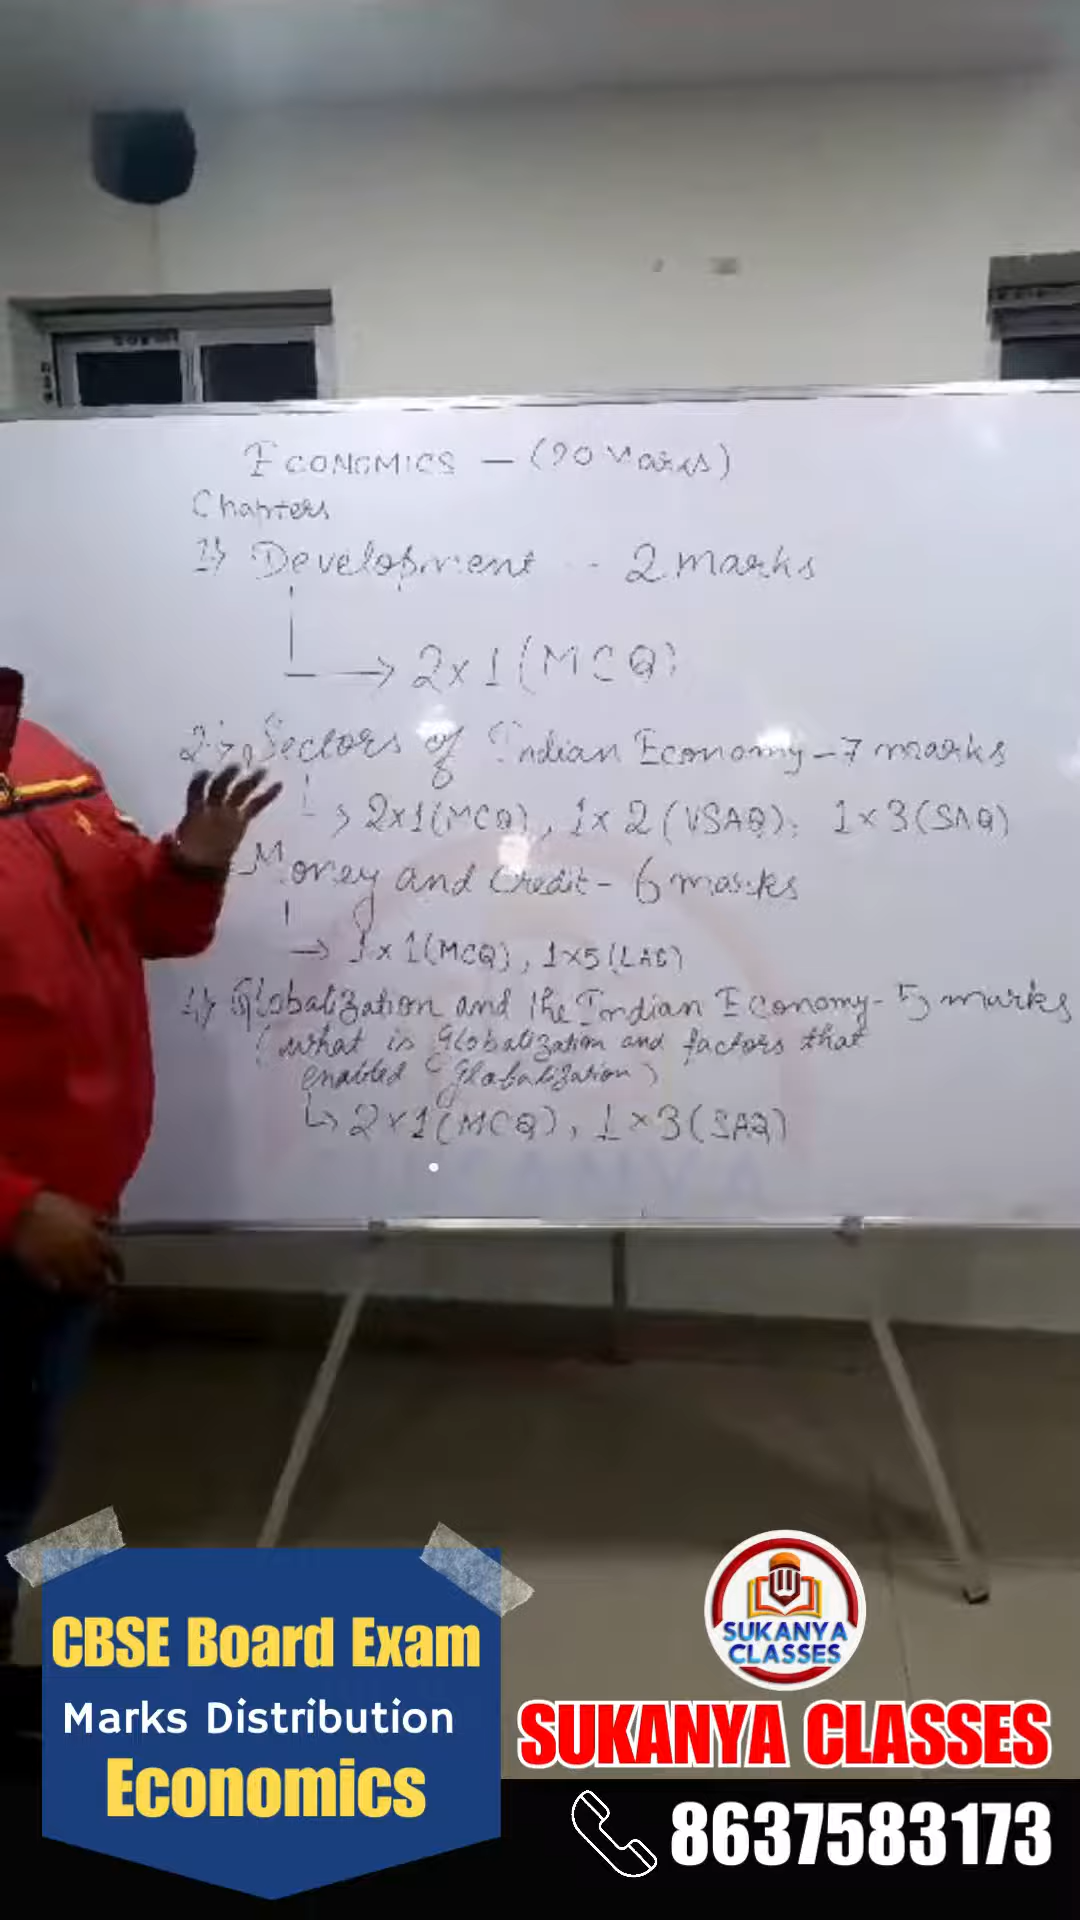 ECONOMICS — (20 Marks)
Chapters
1) Development -- 2 marks
2 x 1 (MCQ)
2) Sectors of Indian Economy - 7 marks
2x1(MCQ), 1x2(VSAQ), 1x3(SAQ)
Money and Credit - 6 marks
1x1(MCQ), 1x5(LAQ)
4) Globalization and the Indian Economy - 5 marks
(what is Globalization and factors that
enabled Globalization)
2x1(MCQ), 1x3(SAQ)
SUKANYA
CBSE Board Exam
Marks Distribution
Economics
SUKANYA
CLASSES
SUKANYA CLASSES
8637583173